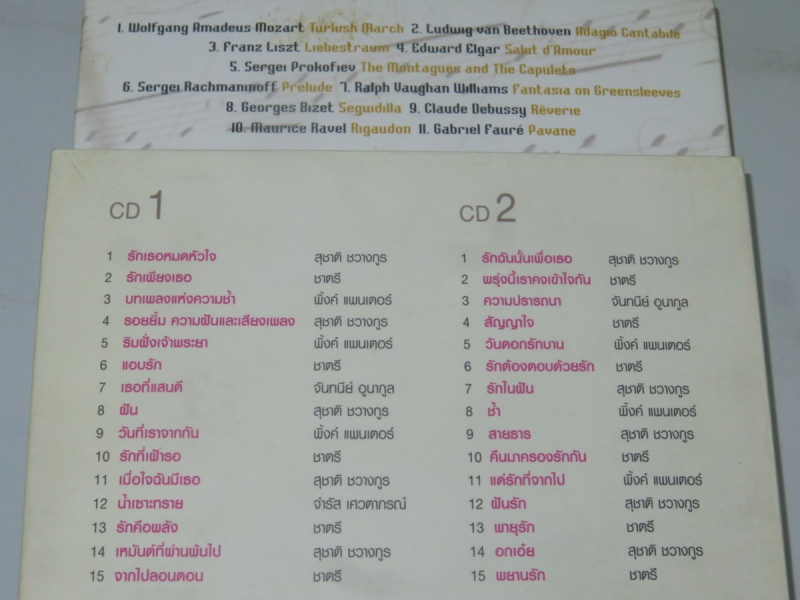 1. Wolfgang Amadeus Mozart Turkish March 2. Ludwig van Beethoven Adagio Cantabile
3. Franz Liszt Liebestraum 4. Edward Elgar Salut d'Amour
5. Sergei Prokofiev The Montagues and The Capulets
6. Sergei Rachmaninoff Prelude 7. Ralph Vaughan Williams Fantasia on Greensleeves
8. Georges Bizet Seguidilla 9. Claude Debussy Rêverie
10. Maurice Ravel Rigaudon 11. Gabriel Fauré Pavane
CD 1
1 รักเธอหมดหัวใจ สุชาติ ชวางกูร
2 รักเพียงเธอ ชาตรี
3 บทเพลงแห่งความช้ำ พิ้งค์ แพนเตอร์
4 รอยยิ้ม ความฝันและเสียงเพลง สุชาติ ชวางกูร
5 ริมฝั่งเจ้าพระยา พิ้งค์ แพนเตอร์
6 แอบรัก ชาตรี
7 เธอที่แสนดี จันทนีย์ อูนากูล
8 ฝัน สุชาติ ชวางกูร
9 วันที่เราจากกัน พิ้งค์ แพนเตอร์
10 รักที่เฝ้ารอ ชาตรี
11 เมื่อใจฉันมีเธอ สุชาติ ชวางกูร
12 น้ำเซาะทราย จำรัส เศวตาภรณ์
13 รักคือพลัง ชาตรี
14 เหมันต์ที่ผ่านพ้นไป สุชาติ ชวางกูร
15 จากไปลอนดอน ชาตรี
CD 2
1 รักฉันนั้นเพื่อเธอ สุชาติ ชวางกูร
2 พรุ่งนี้เราคงเข้าใจกัน ชาตรี
3 ความปรารถนา จันทนีย์ อูนากูล
4 สัญญาใจ ชาตรี
5 วันดอกรักบาน พิ้งค์ แพนเตอร์
6 รักต้องตอบด้วยรัก ชาตรี
7 รักในฝัน สุชาติ ชวางกูร
8 ช้ำ พิ้งค์ แพนเตอร์
9 สายธาร สุชาติ ชวางกูร
10 คืนมาครองรักกัน ชาตรี
11 แด่รักที่จากไป พิ้งค์ แพนเตอร์
12 ฝันรัก สุชาติ ชวางกูร
13 พายุรัก ชาตรี
14 อกเอ๋ย สุชาติ ชวางกูร
15 พยานรัก ชาตรี